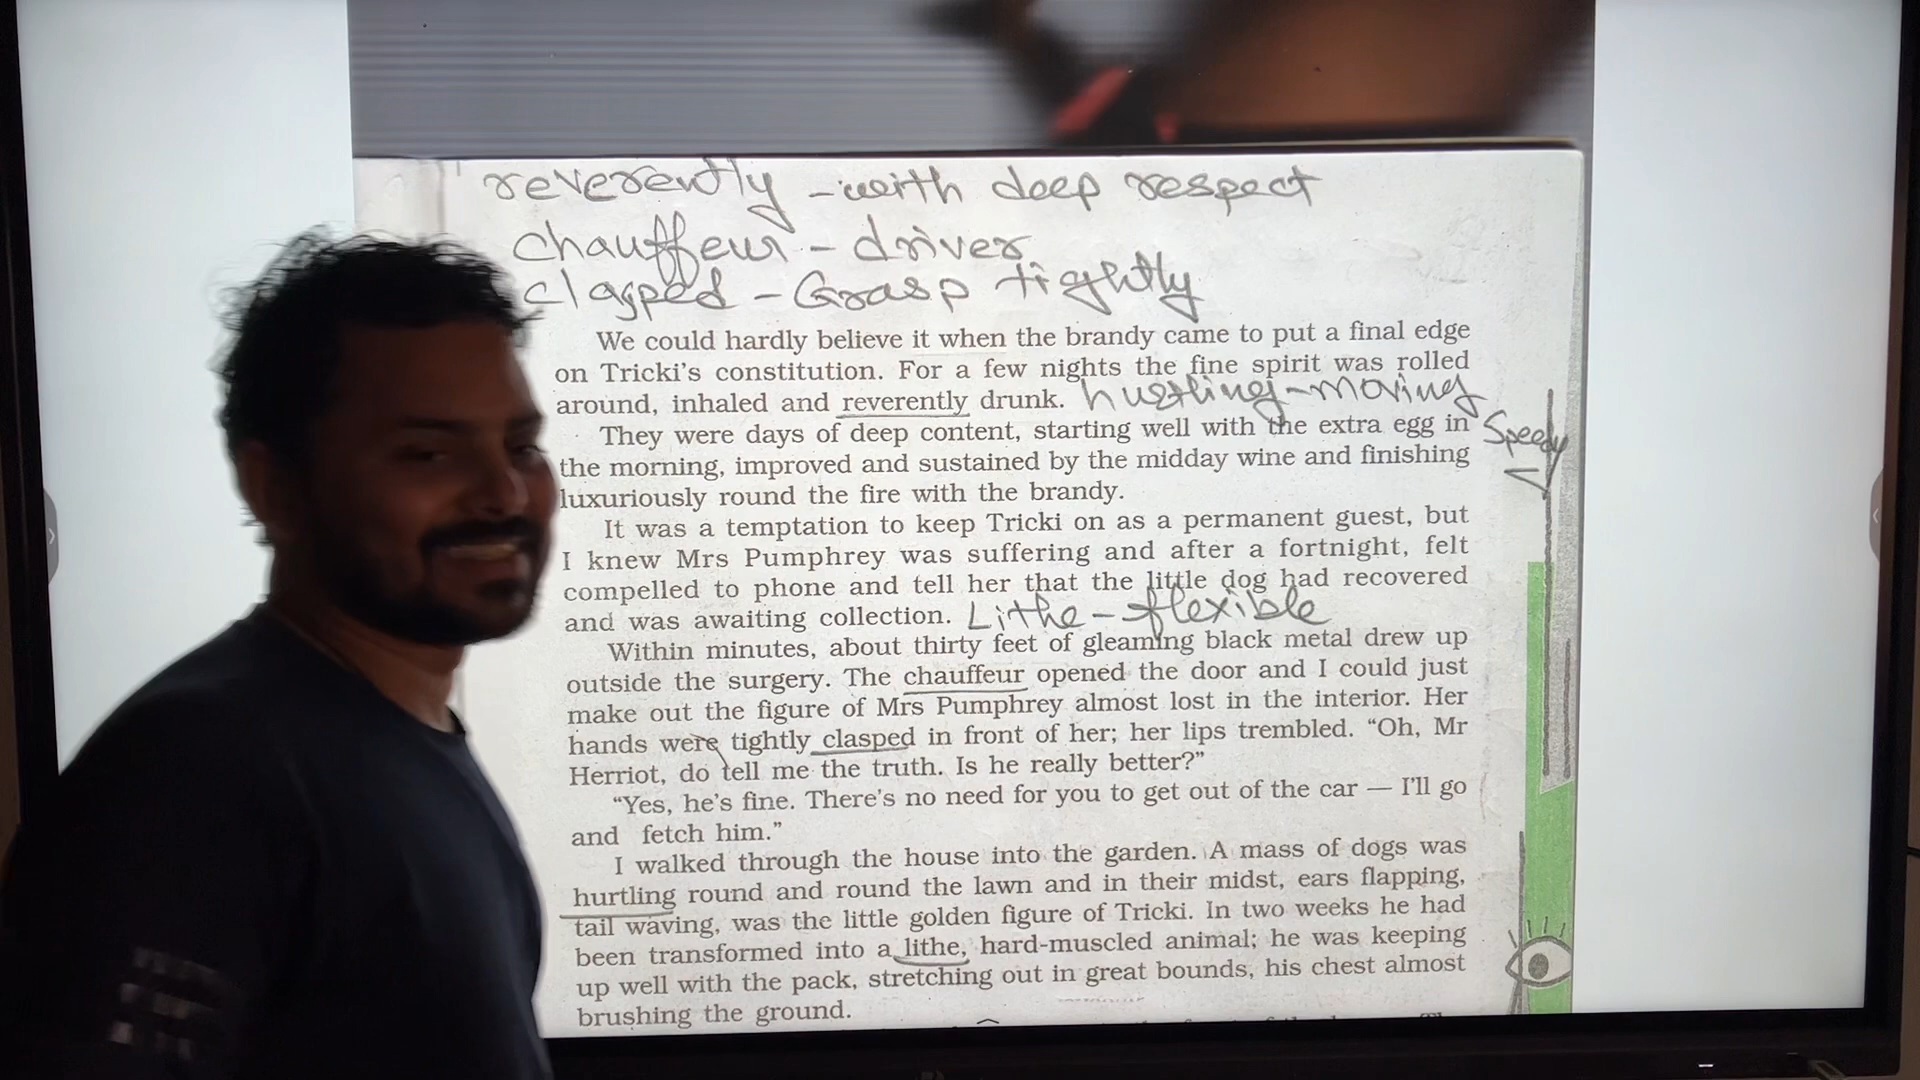 reverently - with deep respect
chauffeur - driver
clasped - Grasp tightly
We could hardly believe it when the brandy came to put a final edge
on Tricki's constitution. For a few nights the fine spirit was rolled
around, inhaled and reverently drunk. hurtling - moving
Speedy
They were days of deep content, starting well with the extra egg in
the morning, improved and sustained by the midday wine and finishing
luxuriously round the fire with the brandy.
It was a temptation to keep Tricki on as a permanent guest, but
I knew Mrs Pumphrey was suffering and after a fortnight, felt
compelled to phone and tell her that the little dog had recovered
and was awaiting collection. Lithe - flexible
Within minutes, about thirty feet of gleaming black metal drew up
outside the surgery. The chauffeur opened the door and I could just
make out the figure of Mrs Pumphrey almost lost in the interior. Her
hands were tightly clasped in front of her; her lips trembled. “Oh, Mr
Herriot, do tell me the truth. Is he really better?”
“Yes, he's fine. There's no need for you to get out of the car — I'll go
and fetch him.”
I walked through the house into the garden. A mass of dogs was
hurtling round and round the lawn and in their midst, ears flapping,
tail waving, was the little golden figure of Tricki. In two weeks he had
been transformed into a lithe, hard-muscled animal; he was keeping
up well with the pack, stretching out in great bounds, his chest almost
brushing the ground.